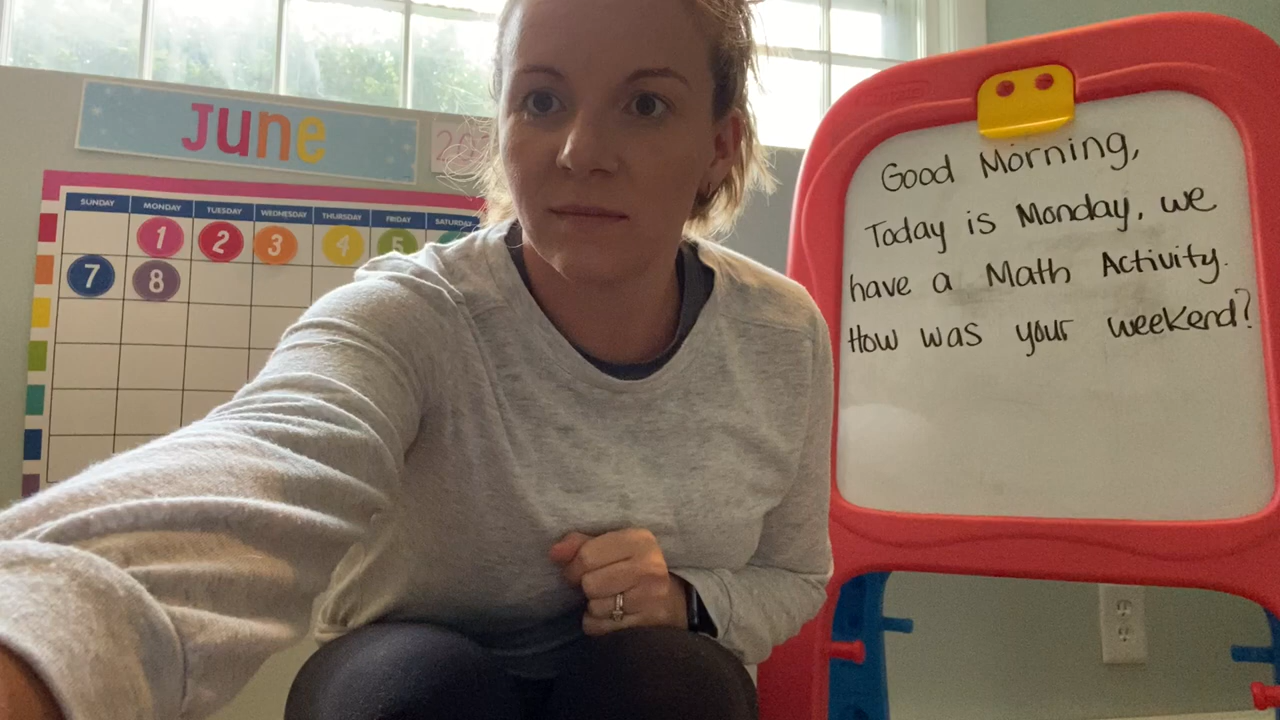 June
SUNDAY MONDAY TUESDAY WEDNESDAY THURSDAY FRIDAY SATURDAY
1 2 3 4 5
7 8
Good Morning,
Today is Monday, we
have a Math Activity.
How was your weekend?